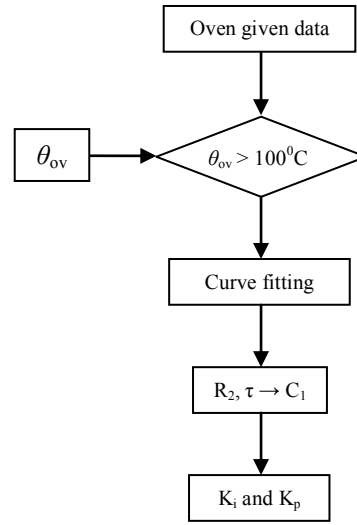 Oven given data
θov
θov > 100⁰C
Curve fitting
R₂, τ → C₁
Kᵢ and Kₚ